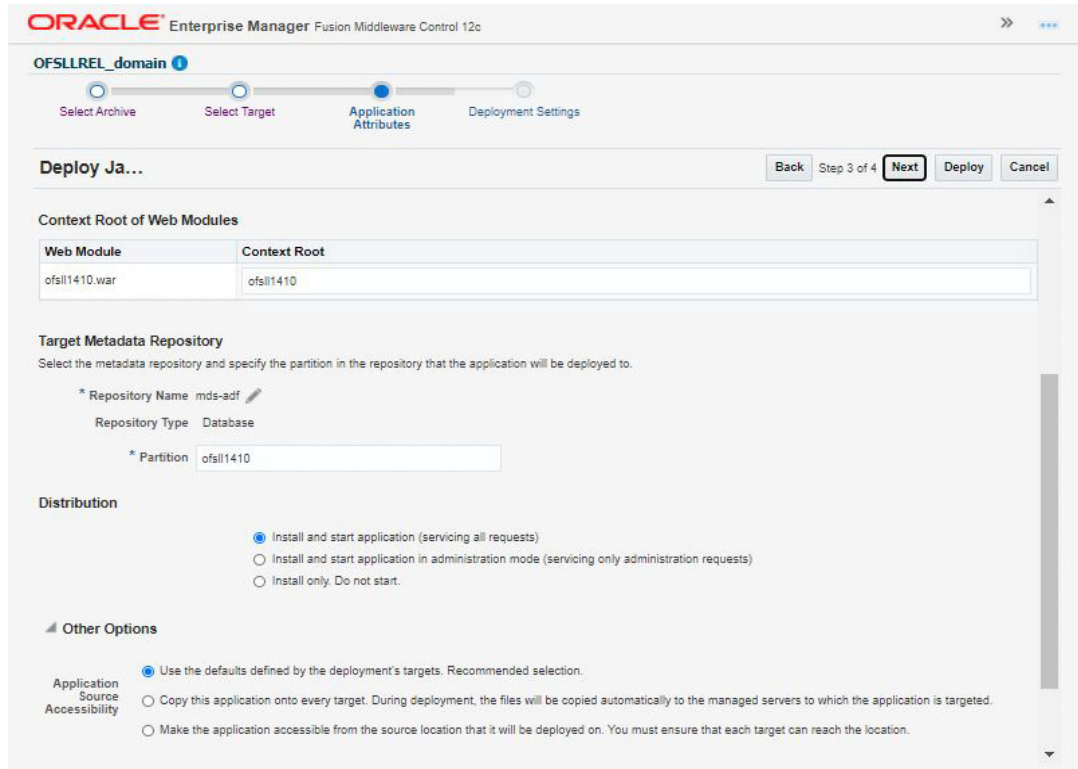 ORACLE Enterprise Manager Fusion Middleware Control 12c
OFSLLREL_domain
Select Archive
Select Target
Application
Attributes
Deployment Settings
Deploy Ja...
Back Step 3 of 4 Next Deploy Cancel
Context Root of Web Modules
Web Module Context Root
ofsll1410.war ofsll1410
Target Metadata Repository
Select the metadata repository and specify the partition in the repository that the application will be deployed to.
* Repository Name mds-adf
Repository Type Database
* Partition ofsll1410
Distribution
Install and start application (servicing all requests)
Install and start application in administration mode (servicing only administration requests)
Install only. Do not start.
Other Options
Application
Source
Accessibility
Use the defaults defined by the deployment's targets. Recommended selection.
Copy this application onto every target. During deployment, the files will be copied automatically to the managed servers to which the application is targeted.
Make the application accessible from the source location that it will be deployed on. You must ensure that each target can reach the location.